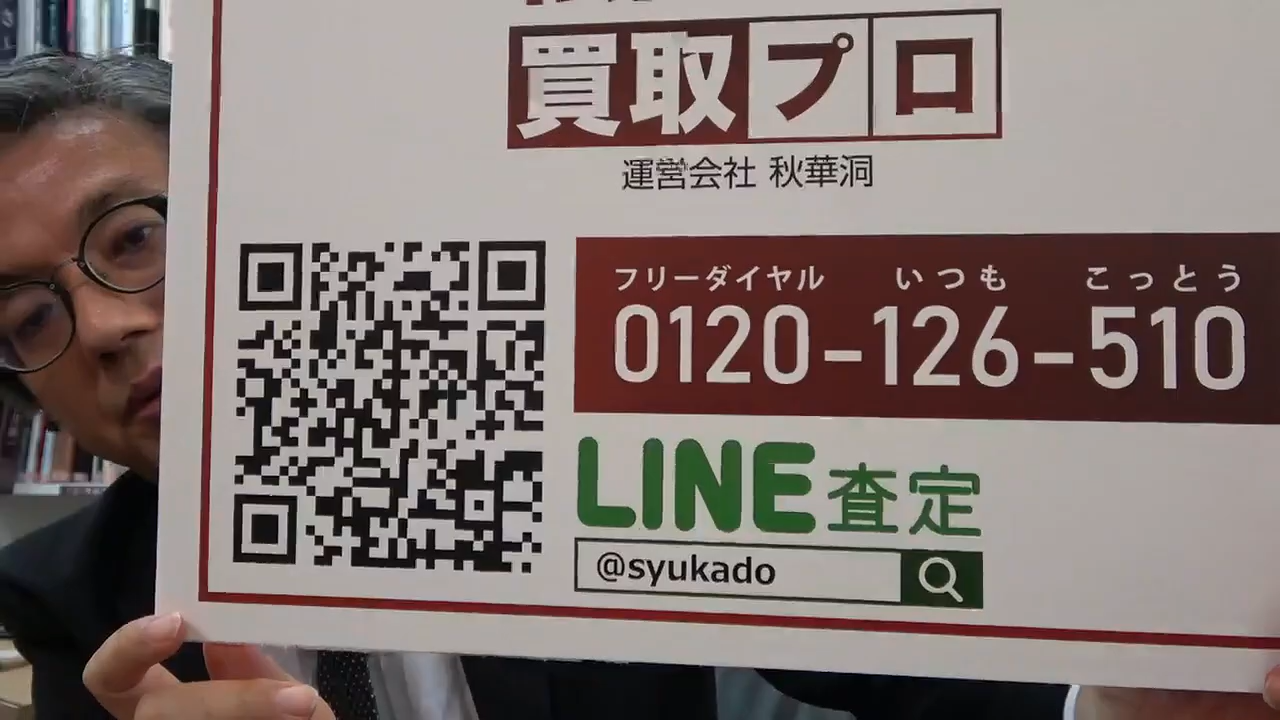 買取プロ
運営会社 秋華洞
フリーダイヤル いつも こっとう
0120-126-510
LINE査定
@syukado